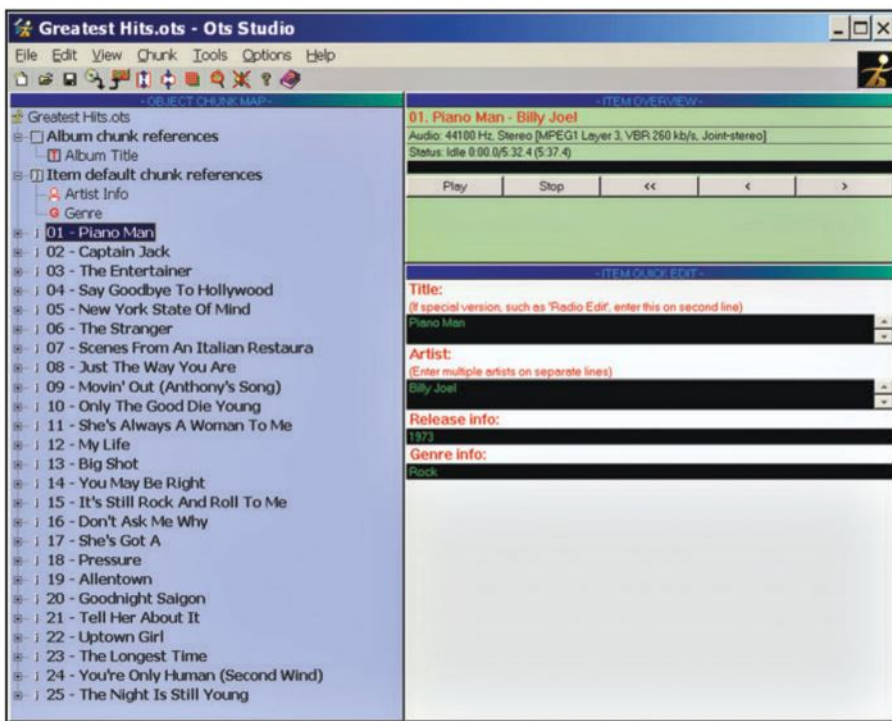 Greatest Hits.ots - Ots Studio
File Edit View Chunk Tools Options Help
- OBJECT CHUNK MAP -
Greatest Hits.ots
Album chunk references
T Album Title
Item default chunk references
Artist Info
G Genre
01 - Piano Man
02 - Captain Jack
03 - The Entertainer
04 - Say Goodbye To Hollywood
05 - New York State Of Mind
06 - The Stranger
07 - Scenes From An Italian Restaura
08 - Just The Way You Are
09 - Movin' Out (Anthony's Song)
10 - Only The Good Die Young
11 - She's Always A Woman To Me
12 - My Life
13 - Big Shot
14 - You May Be Right
15 - It's Still Rock And Roll To Me
16 - Don't Ask Me Why
17 - She's Got A
18 - Pressure
19 - Allentown
20 - Goodnight Saigon
21 - Tell Her About It
22 - Uptown Girl
23 - The Longest Time
24 - You're Only Human (Second Wind)
25 - The Night Is Still Young
- ITEM OVERVIEW -
01. Piano Man - Billy Joel
Audio: 44100 Hz, Stereo [MPEG1 Layer 3, VBR 260 kb/s, Joint-stereo]
Status: Idle 0:00.0/5:32.4 (5:37.4)
Play Stop << < >
- ITEM QUICK EDIT -
Title:
(If special version, such as 'Radio Edit', enter this on second line)
Piano Man
Artist:
(Enter multiple artists on separate lines)
Billy Joel
Release info:
1973
Genre info:
Rock